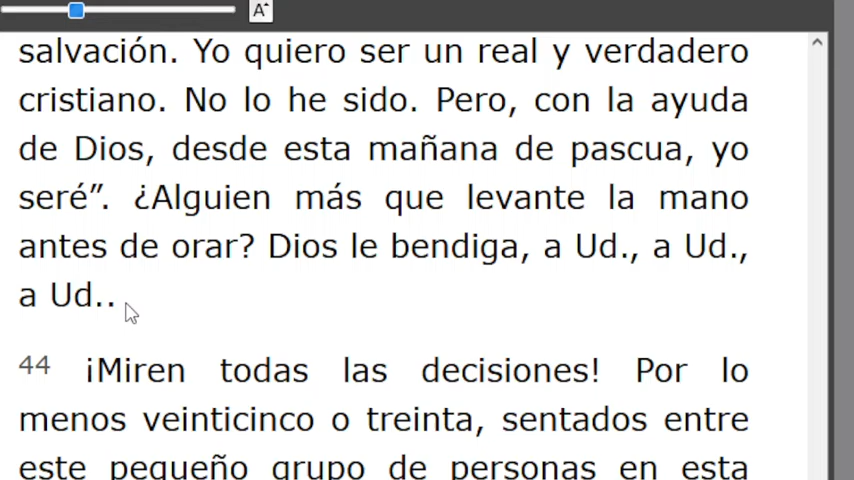 salvación. Yo quiero ser un real y verdadero
cristiano. No lo he sido. Pero, con la ayuda
de Dios, desde esta mañana de pascua, yo
seré”. ¿Alguien más que levante la mano
antes de orar? Dios le bendiga, a Ud., a Ud.,
a Ud..
44 ¡Miren todas las decisiones! Por lo
menos veinticinco o treinta, sentados entre
este pequeño grupo de personas en esta